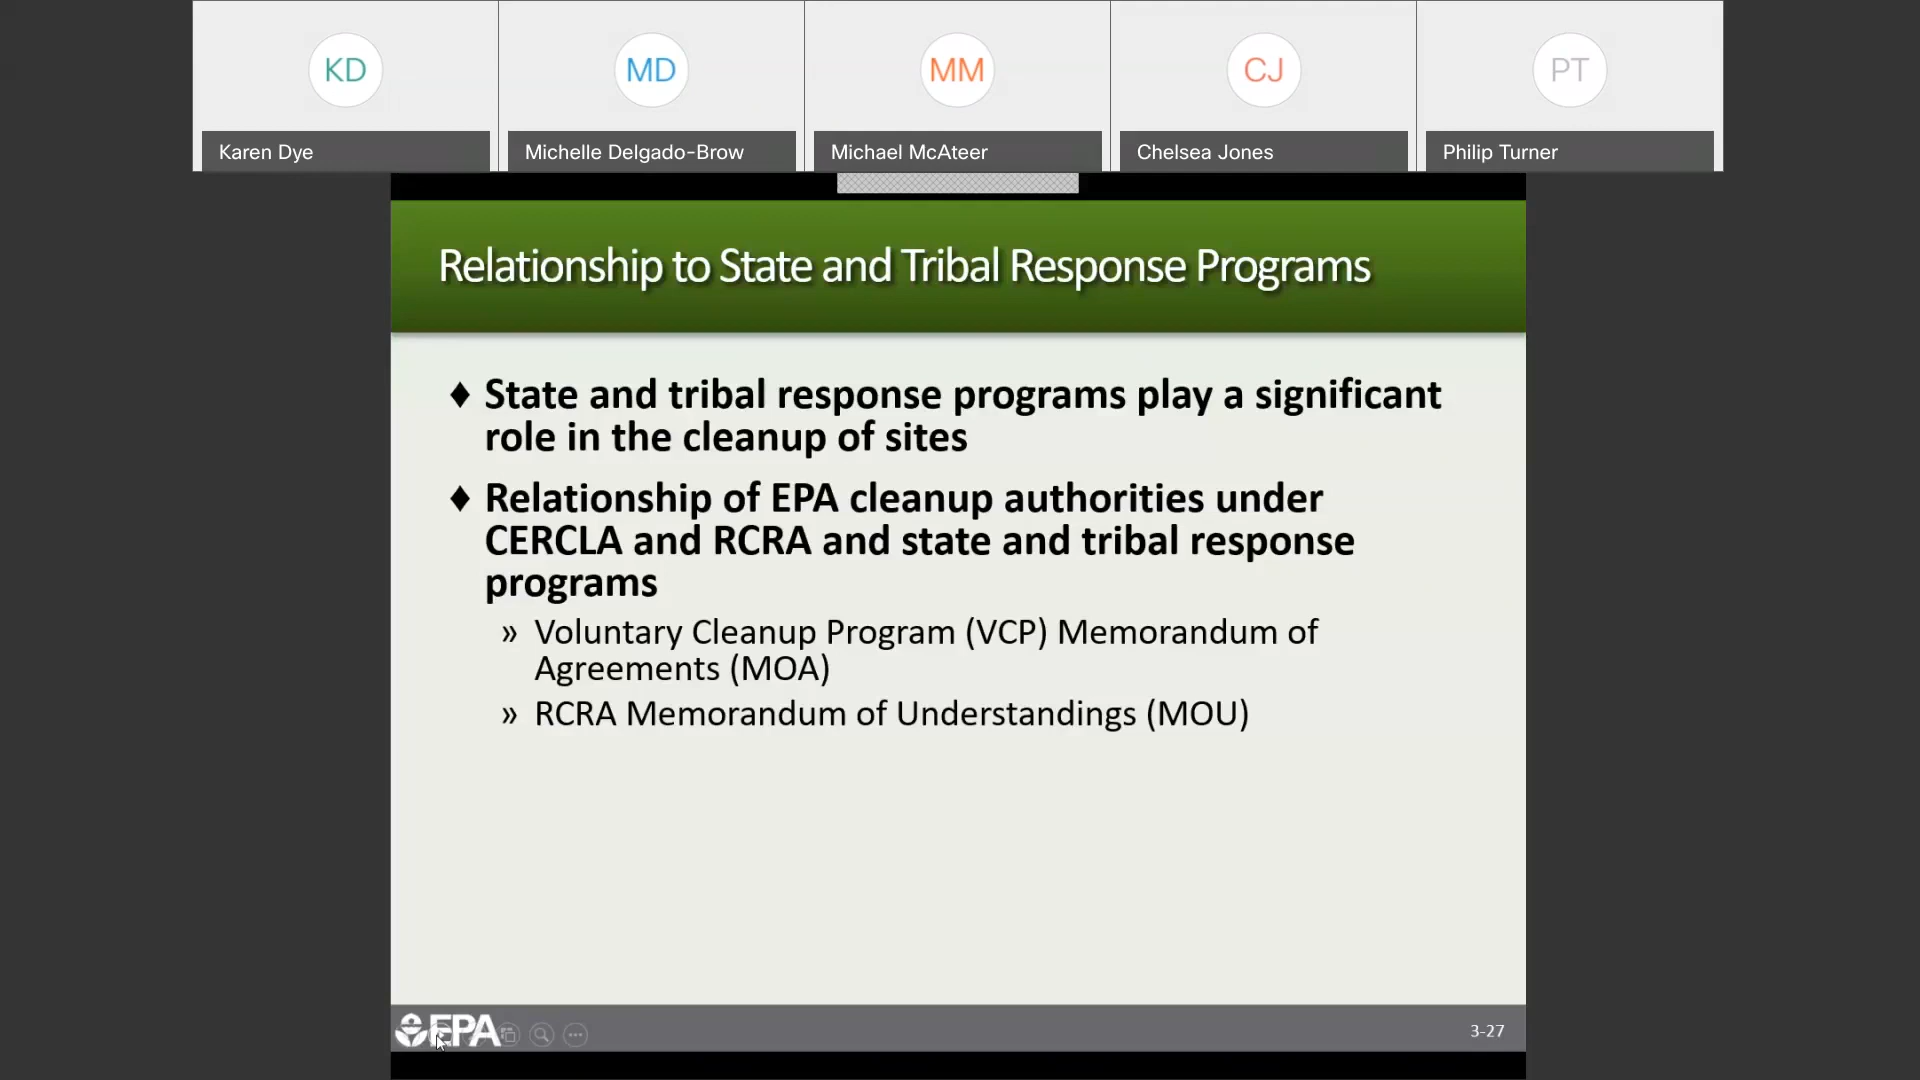 KD
MD
MM
CJ
PT
Karen Dye
Michelle Delgado-Brow
Michael McAteer
Chelsea Jones
Philip Turner
Relationship to State and Tribal Response Programs
♦ State and tribal response programs play a significant
role in the cleanup of sites
♦ Relationship of EPA cleanup authorities under
CERCLA and RCRA and state and tribal response
programs
» Voluntary Cleanup Program (VCP) Memorandum of
Agreements (MOA)
» RCRA Memorandum of Understandings (MOU)
EPA
3-27